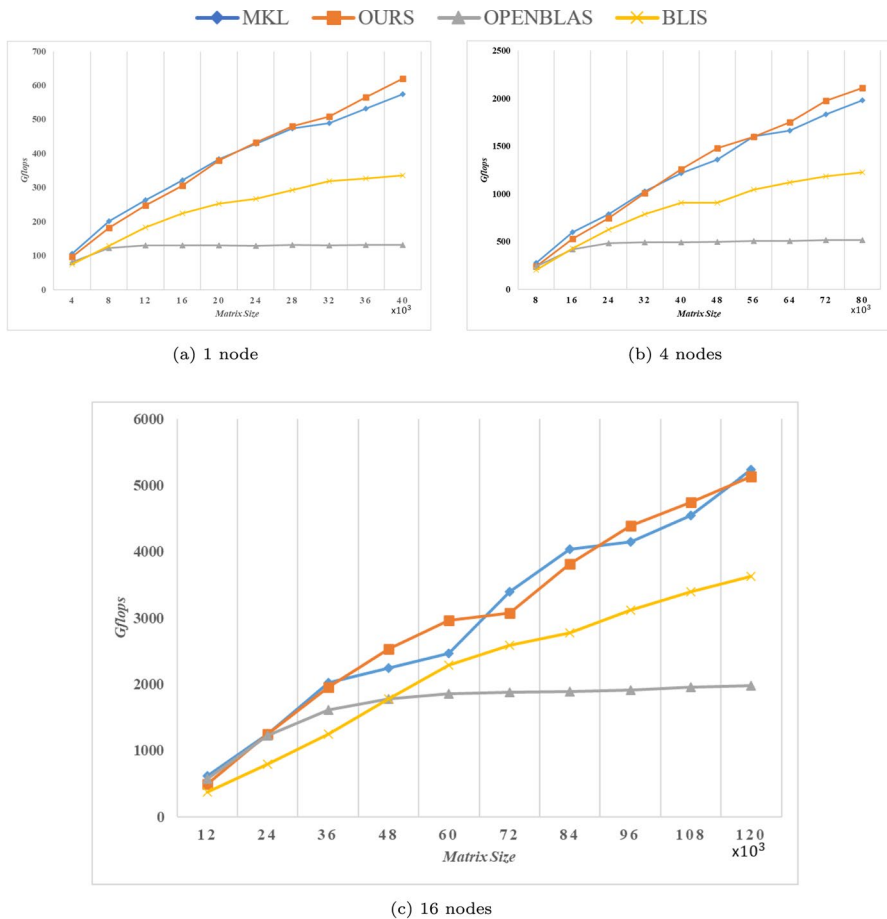 MKL OURS OPENBLAS BLIS
700
600
500
400
300
200
100
0
Gflops
4 8 12 16 20 24 28 32 36 40
Matrix Size
x10³
(a) 1 node
2500
2000
1500
1000
500
0
Gflops
8 16 24 32 40 48 56 64 72 80
Matrix Size
x10³
(b) 4 nodes
6000
5000
4000
3000
2000
1000
0
Gflops
12 24 36 48 60 72 84 96 108 120
Matrix Size
x10³
(c) 16 nodes